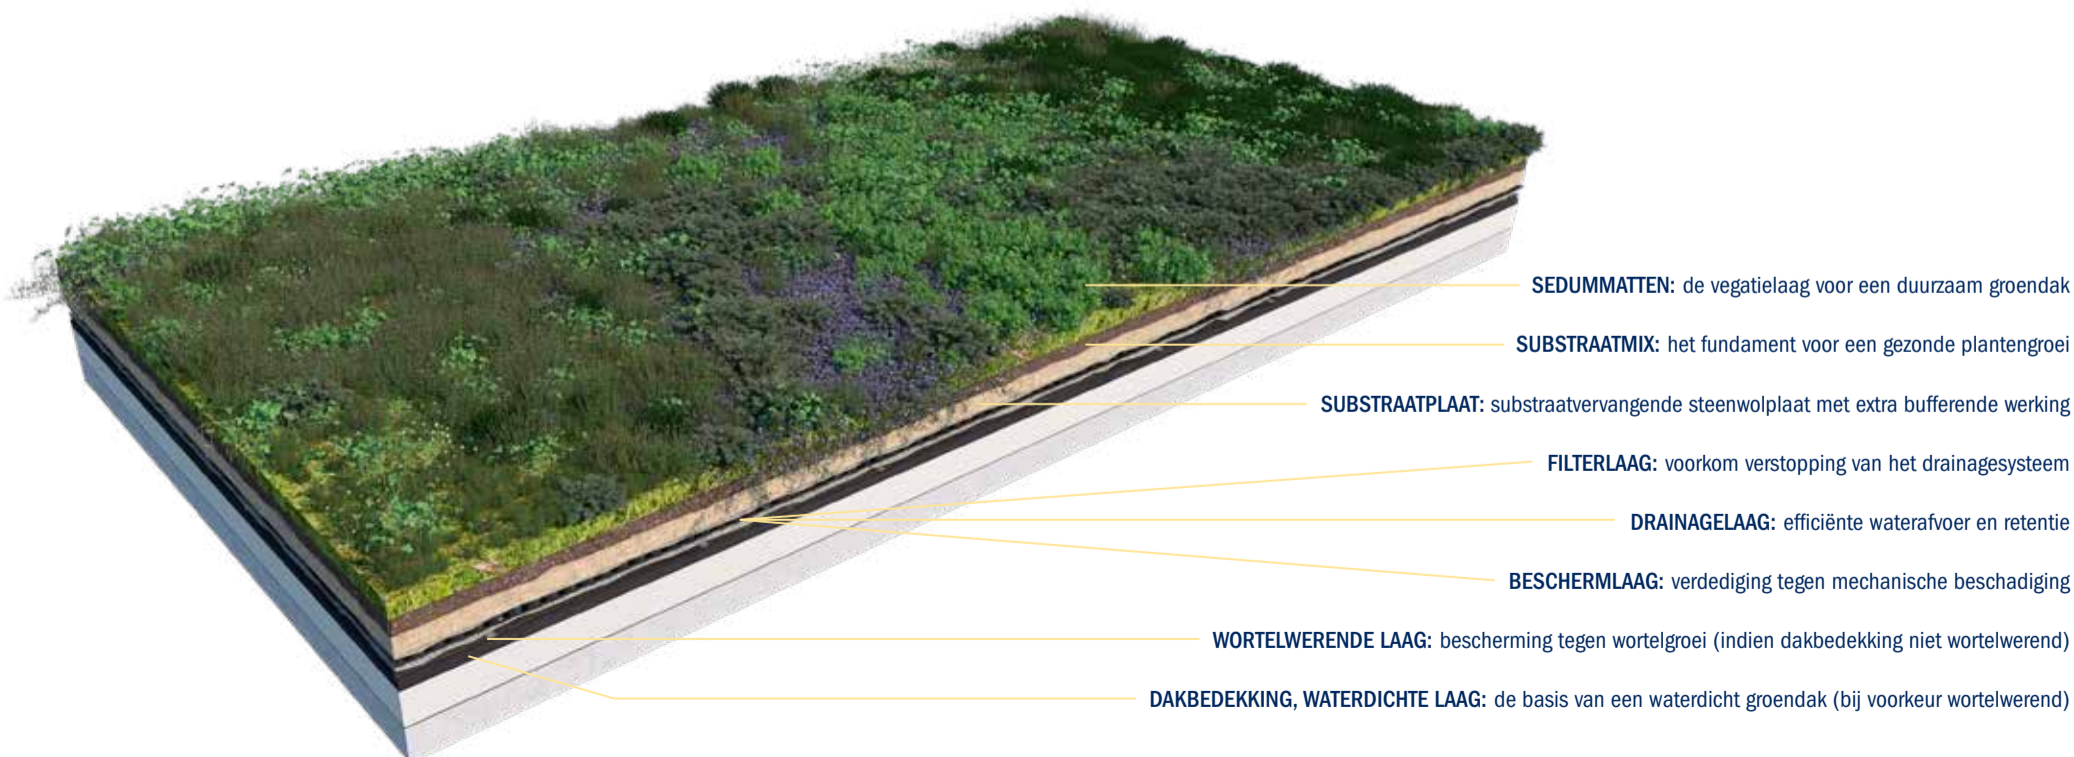 SEDUMMATTEN: de vegatielaag voor een duurzaam groendak
SUBSTRAATMIX: het fundament voor een gezonde plantengroei
SUBSTRAATPLAAT: substraatvervangende steenwolplaat met extra bufferende werking
FILTERLAAG: voorkom verstopping van het drainagesysteem
DRAINAGELAAG: efficiënte waterafvoer en retentie
BESCHERMLAAG: verdediging tegen mechanische beschadiging
WORTELWERENDE LAAG: bescherming tegen wortelgroei (indien dakbedekking niet wortelwerend)
DAKBEDEKKING, WATERDICHTE LAAG: de basis van een waterdicht groendak (bij voorkeur wortelwerend)